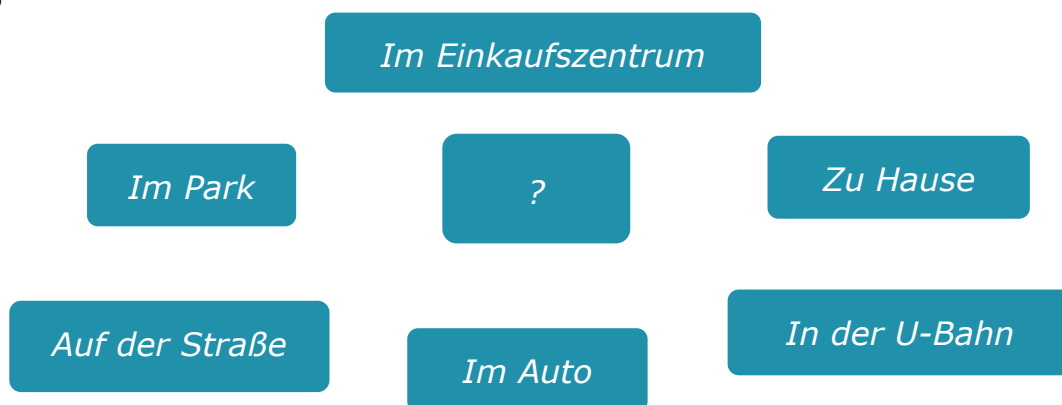 Im Einkaufszentrum
Im Park
?
Zu Hause
Auf der Straße
Im Auto
In der U-Bahn